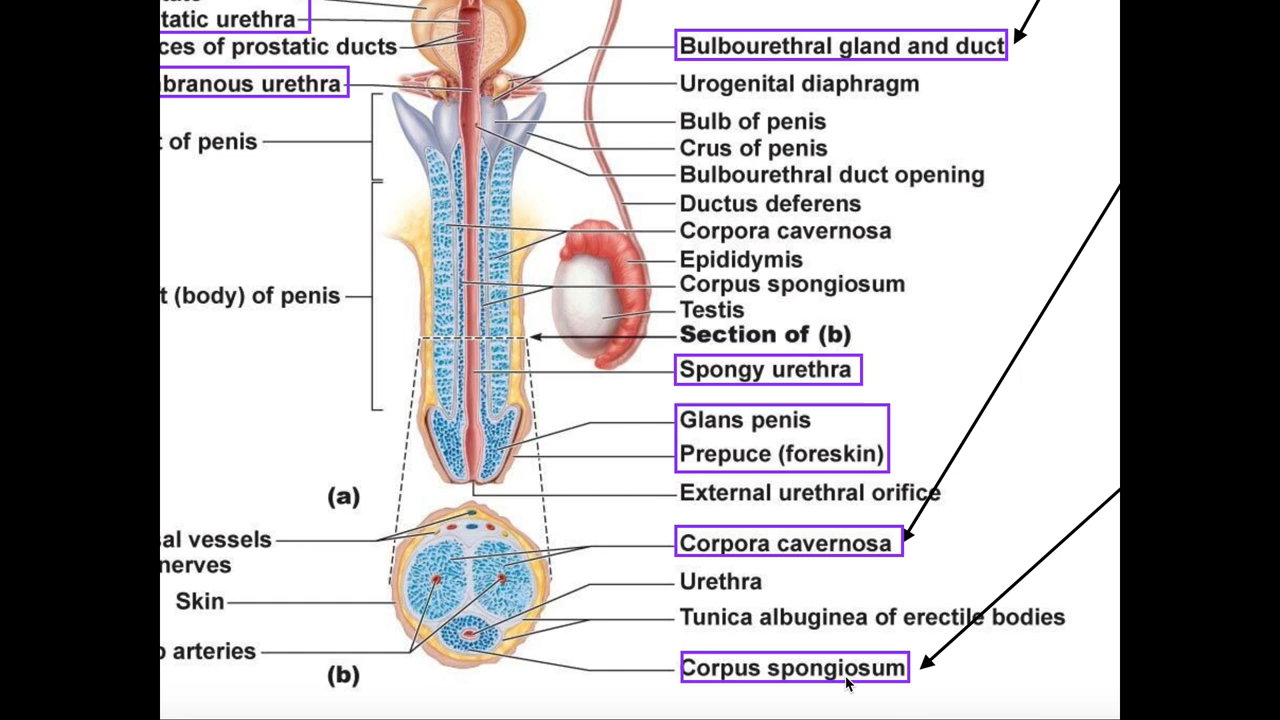 tatic urethra
ces of prostatic ducts
branous urethra
t of penis
t (body) of penis
(a)
al vessels
nerves
Skin
arteries
(b)
Bulbourethral gland and duct
Urogenital diaphragm
Bulb of penis
Crus of penis
Bulbourethral duct opening
Ductus deferens
Corpora cavernosa
Epididymis
Corpus spongiosum
Testis
Section of (b)
Spongy urethra
Glans penis
Prepuce (foreskin)
External urethral orifice
Corpora cavernosa
Urethra
Tunica albuginea of erectile bodies
Corpus spongiosum